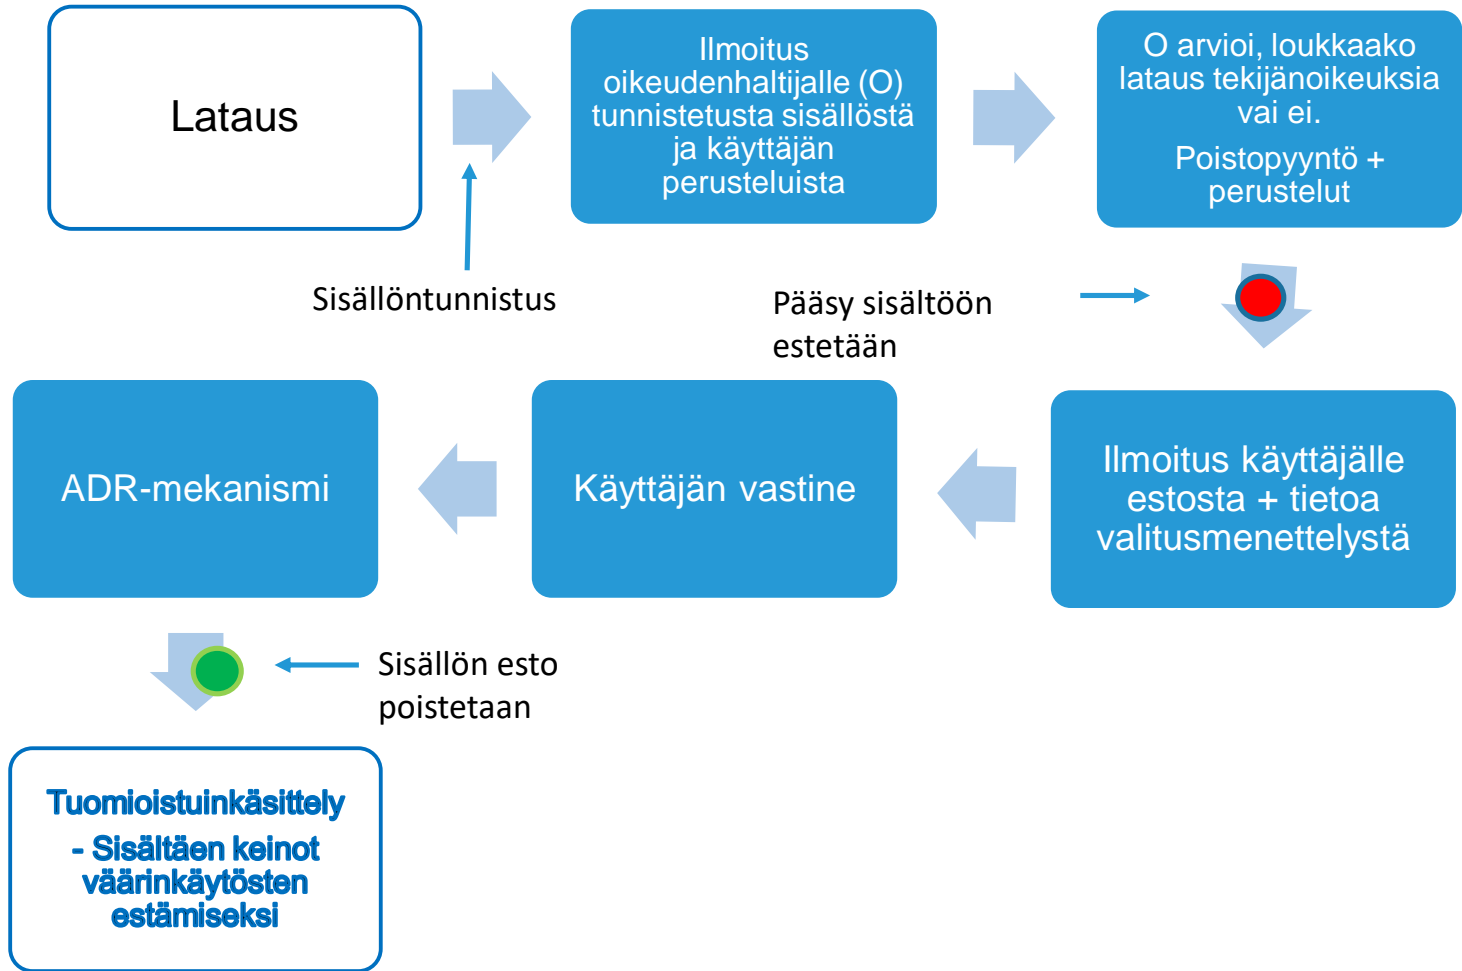 Lataus
Ilmoitus
oikeudenhaltijalle (O)
tunnistetusta sisällöstä
ja käyttäjän
perusteluista
O arvioi, loukkaako
lataus tekijänoikeuksia
vai ei.
Poistopyyntö +
perustelut
Sisällöntunnistus
Pääsy sisältöön
estetään
Ilmoitus käyttäjälle
estosta + tietoa
valitusmenettelystä
Käyttäjän vastine
ADR-mekanismi
Sisällön esto
poistetaan
Tuomioistuinkäsittely
- Sisältäen keinot
väärinkäytösten
estämiseksi